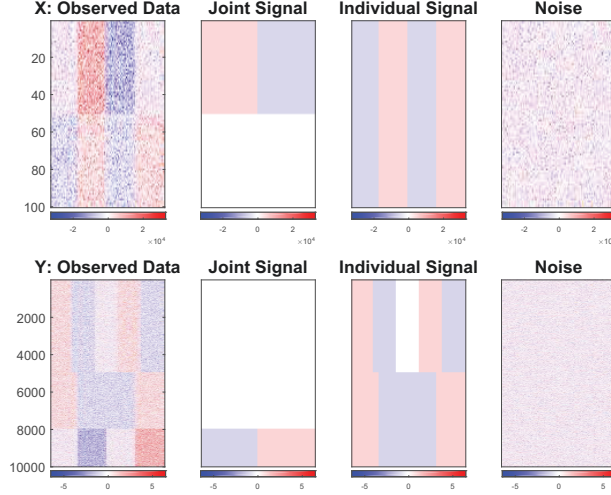 X: Observed Data Joint Signal Individual Signal Noise
20
40
60
80
100
-2 0 2 -2 0 2 -2 0 2 -2 0 2
×10⁴ ×10⁴ ×10⁴ ×10⁴
Y: Observed Data Joint Signal Individual Signal Noise
2000
4000
6000
8000
10000
-5 0 5 -5 0 5 -5 0 5 -5 0 5